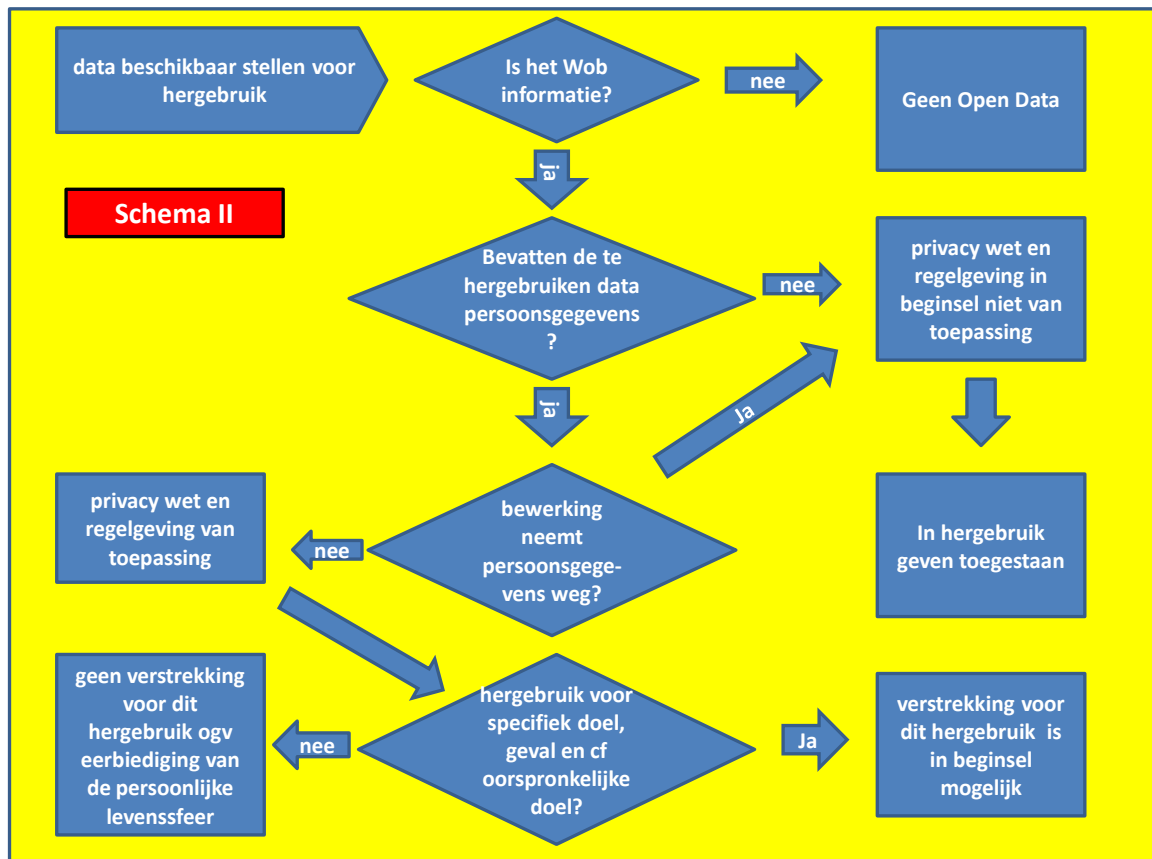 data beschikbaar stellen voor
hergebruik
Is het Wob
informatie?
nee
Geen Open Data
ja
Schema II
Bevatten de te
hergebruiken data
persoonsgegevens
?
nee
privacy wet en
regelgeving in
beginsel niet van
toepassing
ja
Ja
privacy wet en
regelgeving van
toepassing
nee
bewerking
neemt
persoonsgege-
vens weg?
In hergebruik
geven toegestaan
geen verstrekking
voor dit
hergebruik ogv
eerbiediging van
de persoonlijke
levenssfeer
nee
hergebruik voor
specifiek doel,
geval en cf
oorspronkelijke
doel?
Ja
verstrekking voor
dit hergebruik is
in beginsel
mogelijk